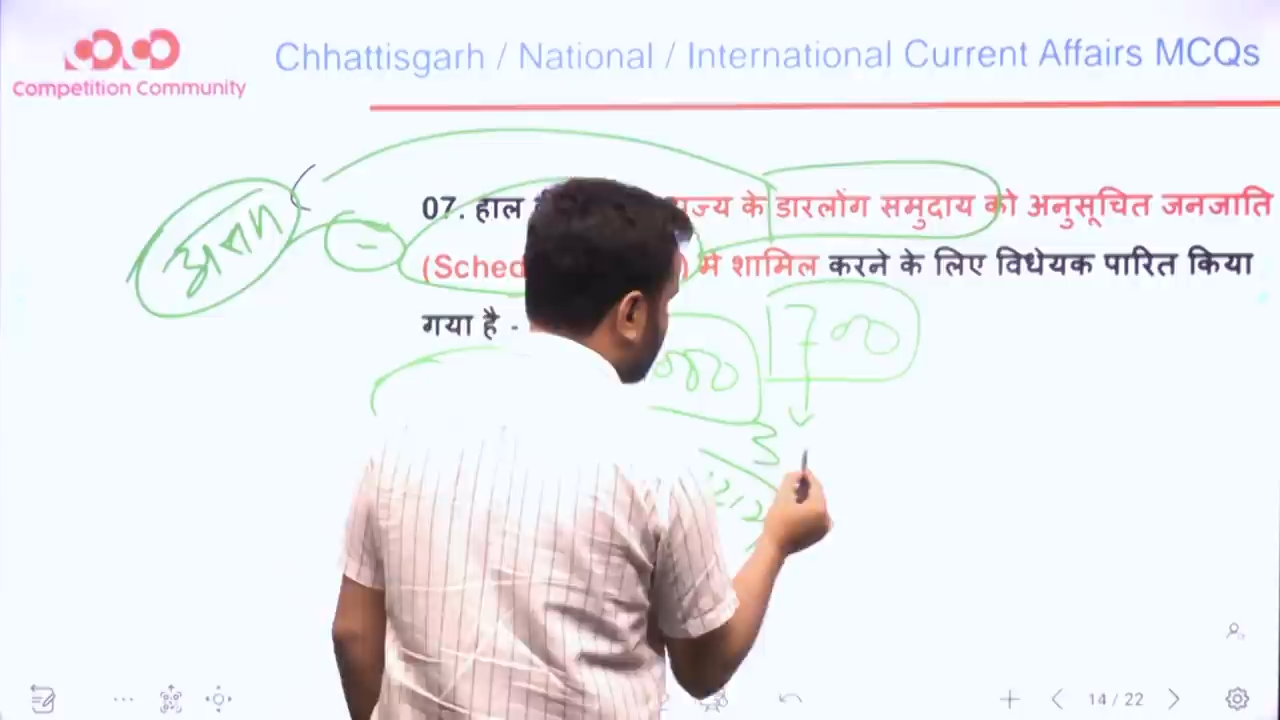 Competition Community
Chhattisgarh / National / International Current Affairs MCQs
07. हाल के डारलोंग समुदाय को अनुसूचित जनजाति
(Sched में शामिल करने के लिए विधेयक पारित किया
गया है -
700
14 / 22